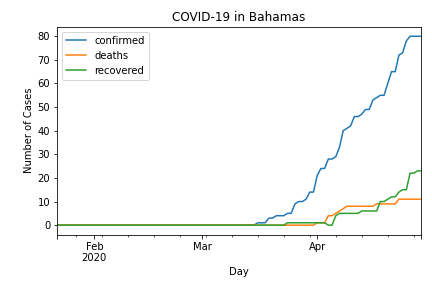 COVID-19 in Bahamas
confirmed
deaths
recovered
Number of Cases
80
70
60
50
40
30
20
10
0
Feb
2020
Mar
Apr
Day